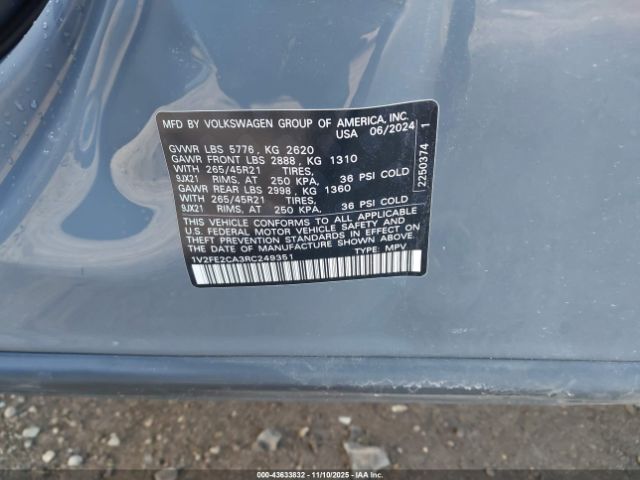 MFD BY VOLKSWAGEN GROUP OF AMERICA, INC.
USA 06/2024
GVWR LBS 5776, KG 2620
GAWR FRONT LBS 2888, KG 1310
WITH 265/45R21 TIRES,
9JX21 RIMS, AT 250 KPA, 36 PSI COLD
GAWR REAR LBS 2998, KG 1360
WITH 265/45R21 TIRES,
9JX21 RIMS, AT 250 KPA, 36 PSI COLD
THIS VEHICLE CONFORMS TO ALL APPLICABLE
U.S. FEDERAL MOTOR VEHICLE SAFETY AND
THEFT PREVENTION STANDARDS IN EFFECT ON
THE DATE OF MANUFACTURE SHOWN ABOVE.
1V2FE2CA3RC249351 TYPE: MPV
2250374 1
000-43633832 - 11/10/2025 - COPYRIGHT IAA, LLC.